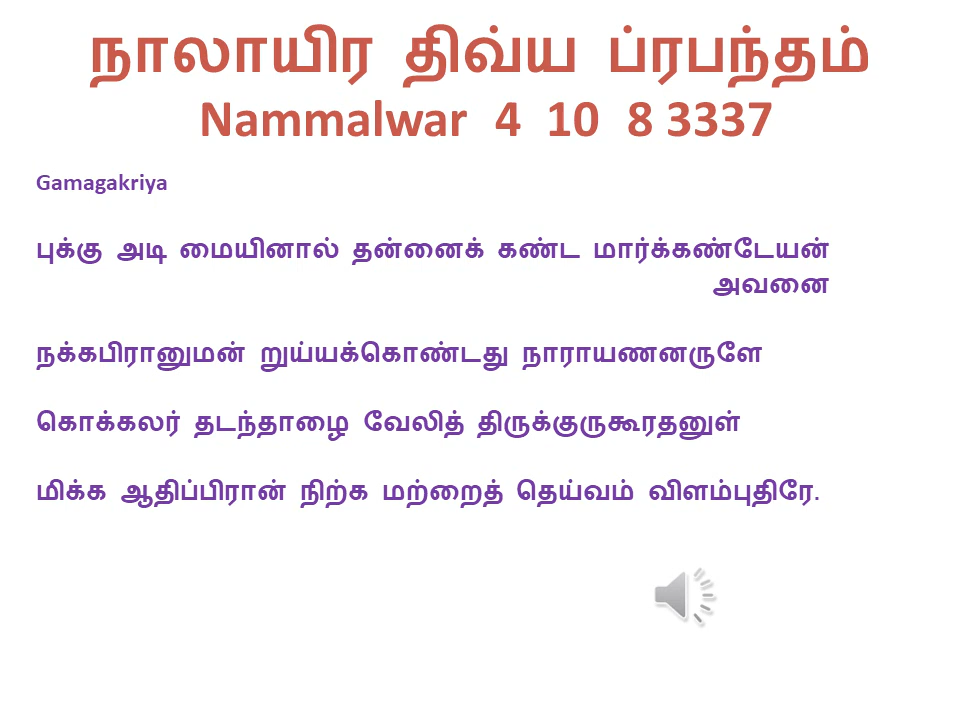 நாலாயிர திவ்ய ப்ரபந்தம்
Nammalwar 4 10 8 3337
Gamagakriya
புக்கு அடி மையினால் தன்னைக் கண்ட மார்க்கண்டேயன்
அவனை
நக்கபிரானுமன் றுய்யக்கொண்டது நாராயணனருளே
கொக்கலர் தடந்தாழை வேலித் திருக்குருகூரதனுள்
மிக்க ஆதிப்பிரான் நிற்க மற்றைத் தெய்வம் விளம்புதிரே.